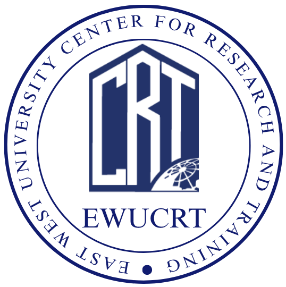 EAST WEST UNIVERSITY CENTER FOR RESEARCH AND TRAINING
CRT
EWUCRT